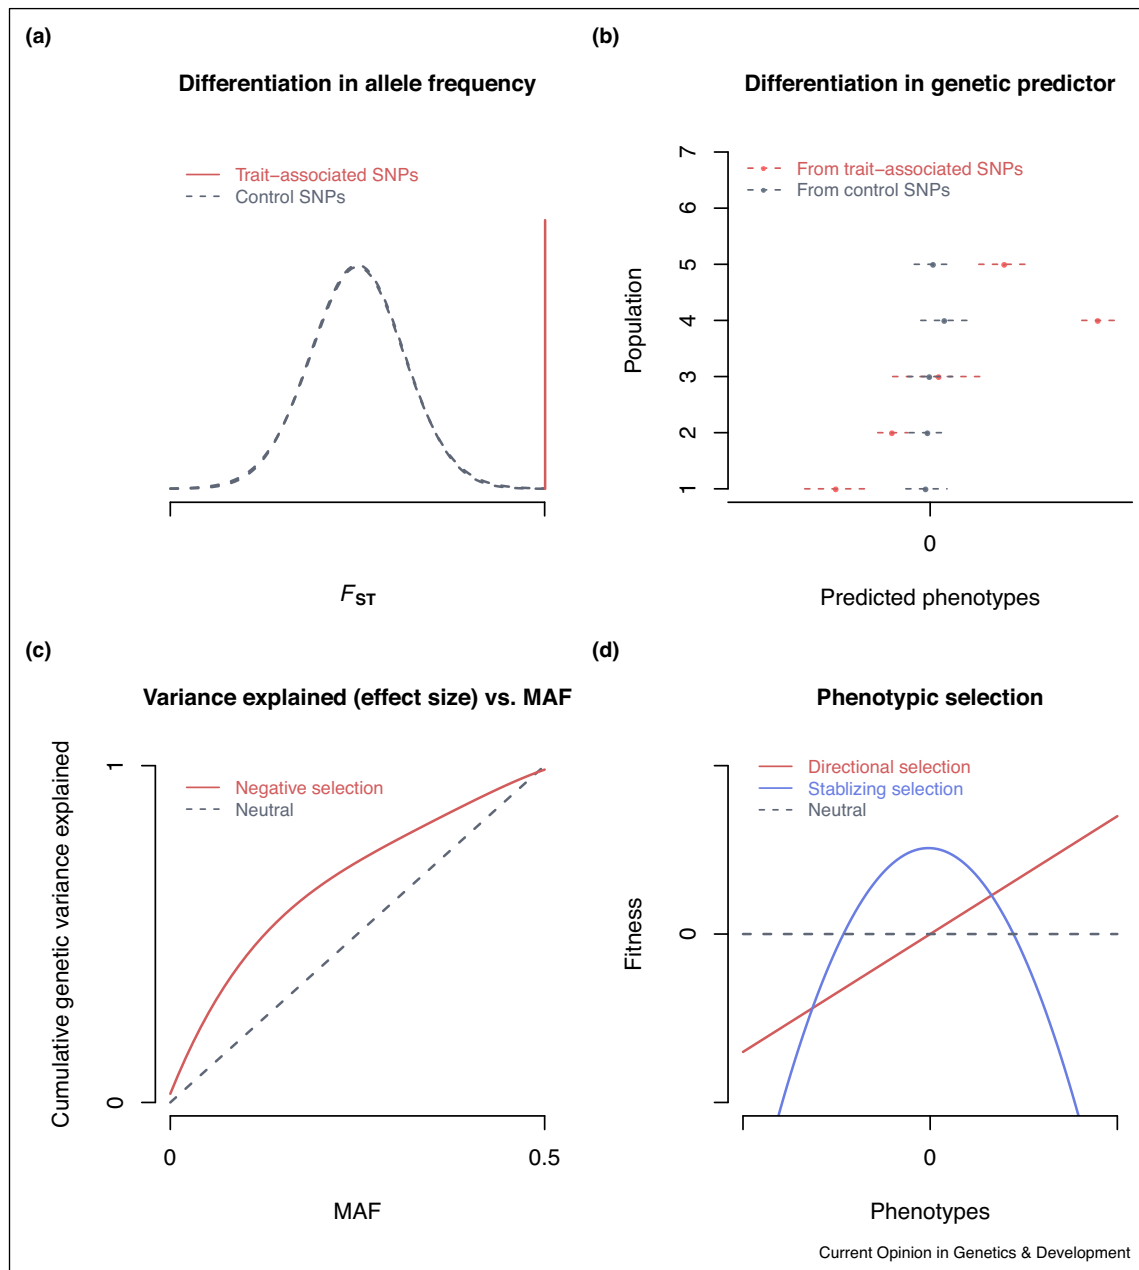 (a)
Differentiation in allele frequency
Trait−associated SNPs
Control SNPs
FST
(b)
Differentiation in genetic predictor
From trait−associated SNPs
From control SNPs
Population
7
6
5
4
3
2
1
0
Predicted phenotypes
(c)
Variance explained (effect size) vs. MAF
Negative selection
Neutral
Cumulative genetic variance explained
1
0
0
0.5
MAF
(d)
Phenotypic selection
Directional selection
Stablizing selection
Neutral
Fitness
0
0
Phenotypes
Current Opinion in Genetics & Development